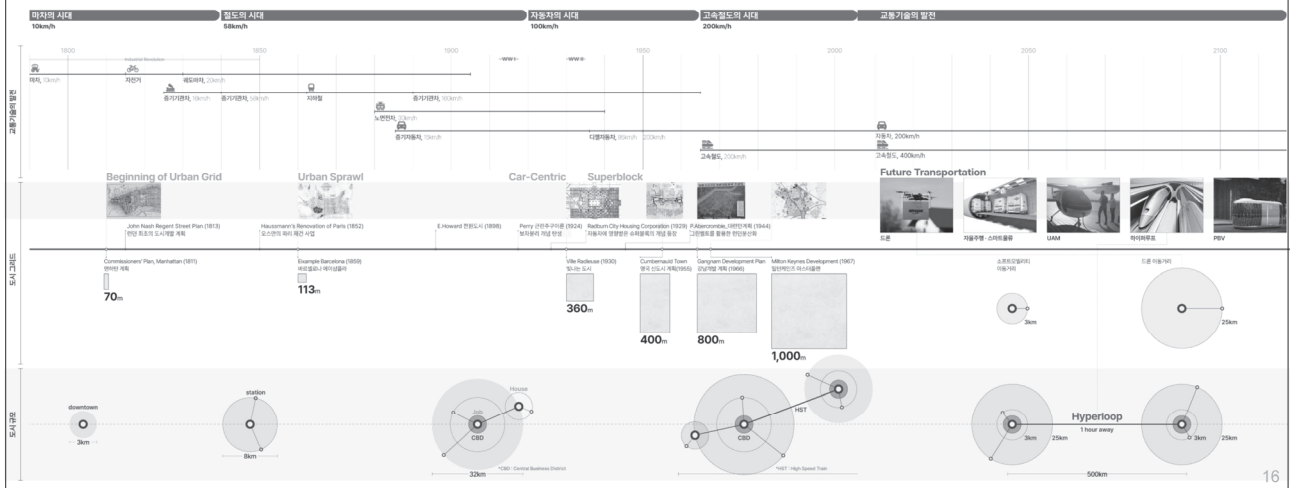 마차의 시대
10km/h
철도의 시대
58km/h
자동차의 시대
100km/h
고속철도의 시대
200km/h
교통기술의 발전
1800
1850
1900
1950
2000
2050
2100
Industrial Revolution
WW I
WW II
교통기술의 발전
마차, 10km/h
자전거
궤도마차, 20km/h
증기기관차, 18km/h
증기기관차, 58km/h
지하철
증기기관차, 160km/h
노면전차, 20km/h
증기자동차, 15km/h
디젤자동차, 95km/h
200km/h
자동차, 200km/h
고속철도, 200km/h
고속철도, 400km/h
Beginning of Urban Grid
Urban Sprawl
Car-Centric
Superblock
Future Transportation
드론
자율주행·스마트물류
UAM
하이퍼루프
PBV
John Nash Regent Street Plan (1813)
런던 최초의 도시개발 계획
Haussmann's Renovation of Paris (1852)
오스만의 파리 재건 사업
E.Howard 전원도시 (1898)
Perry 근린주구이론 (1924)
보차분리 개념 탄생
Radburn City Housing Corporation (1929)
자동차에 영향받은 슈퍼블록의 개념 등장
P.Abercrombie, 대런던계획 (1944)
그린벨트를 활용한 런던분산화
도시그리드
Commissioners' Plan, Manhattan (1811)
맨하탄 계획
70m
Eixample Barcelona (1859)
바르셀로나 에이샴플라
113m
Ville Radieuse (1930)
빛나는 도시
360m
Cumbernauld Town
영국 신도시 계획(1955)
400m
Gangnam Development Plan
강남개발 계획 (1966)
800m
Milton Keynes Development (1967)
밀턴케인즈 마스터플랜
1,000m
소프트모빌리티
이동거리
3km
드론 이동거리
25km
도시규모
downtown
3km
station
8km
House
Job
CBD
32km
*CBD : Central Business District
CBD
HST
*HST : High Speed Train
3km
25km
Hyperloop
1 hour away
3km
25km
500km
16